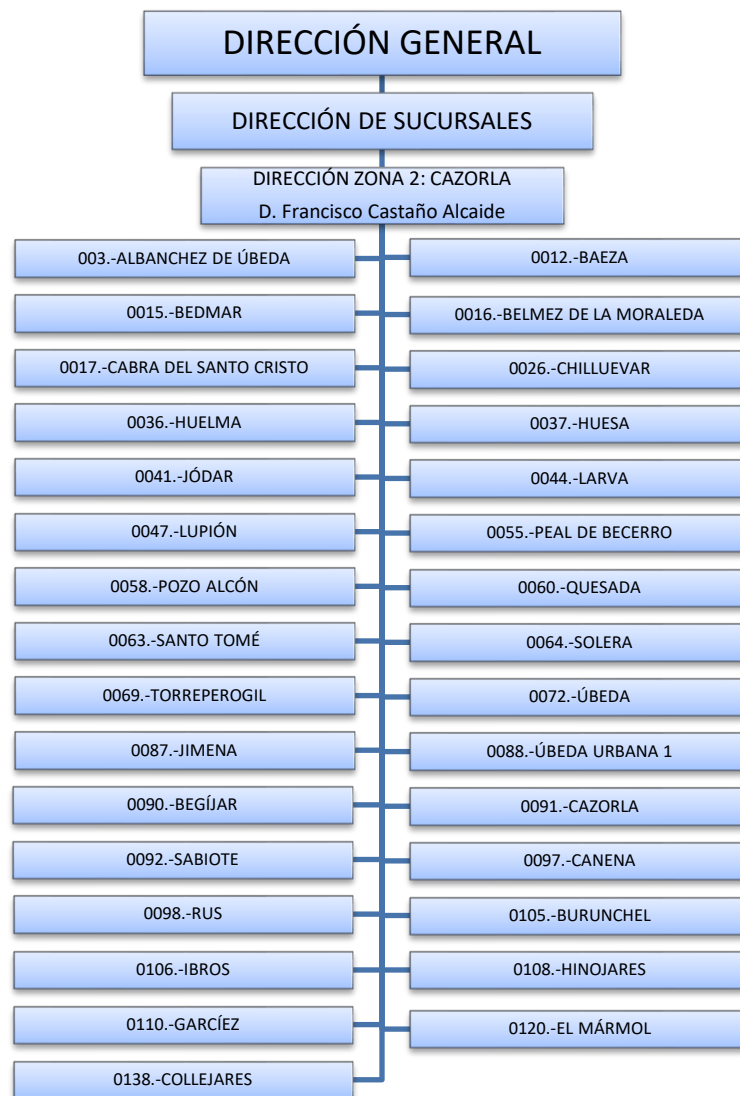 DIRECCIÓN GENERAL
DIRECCIÓN DE SUCURSALES
DIRECCIÓN ZONA 2: CAZORLA
D. Francisco Castaño Alcaide
003.-ALBANCHEZ DE ÚBEDA
0012.-BAEZA
0015.-BEDMAR
0016.-BELMEZ DE LA MORALEDA
0017.-CABRA DEL SANTO CRISTO
0026.-CHILLUEVAR
0036.-HUELMA
0037.-HUESA
0041.-JÓDAR
0044.-LARVA
0047.-LUPIÓN
0055.-PEAL DE BECERRO
0058.-POZO ALCÓN
0060.-QUESADA
0063.-SANTO TOMÉ
0064.-SOLERA
0069.-TORREPEROGIL
0072.-ÚBEDA
0087.-JIMENA
0088.-ÚBEDA URBANA 1
0090.-BEGÍJAR
0091.-CAZORLA
0092.-SABIOTE
0097.-CANENA
0098.-RUS
0105.-BURUNCHEL
0106.-IBROS
0108.-HINOJARES
0110.-GARCÍEZ
0120.-EL MÁRMOL
0138.-COLLEJARES